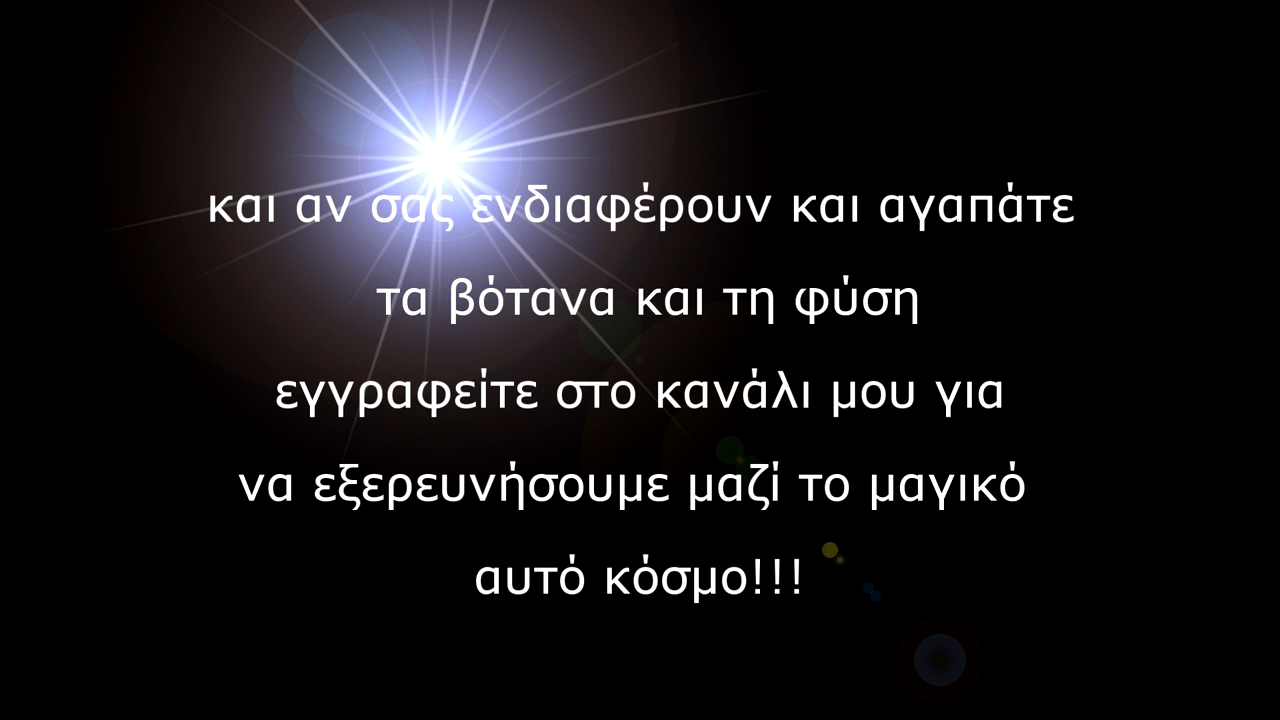 και αν σας ενδιαφέρουν και αγαπάτε
τα βότανα και τη φύση
εγγραφείτε στο κανάλι μου για
να εξερευνήσουμε μαζί το μαγικό
αυτό κόσμο!!!